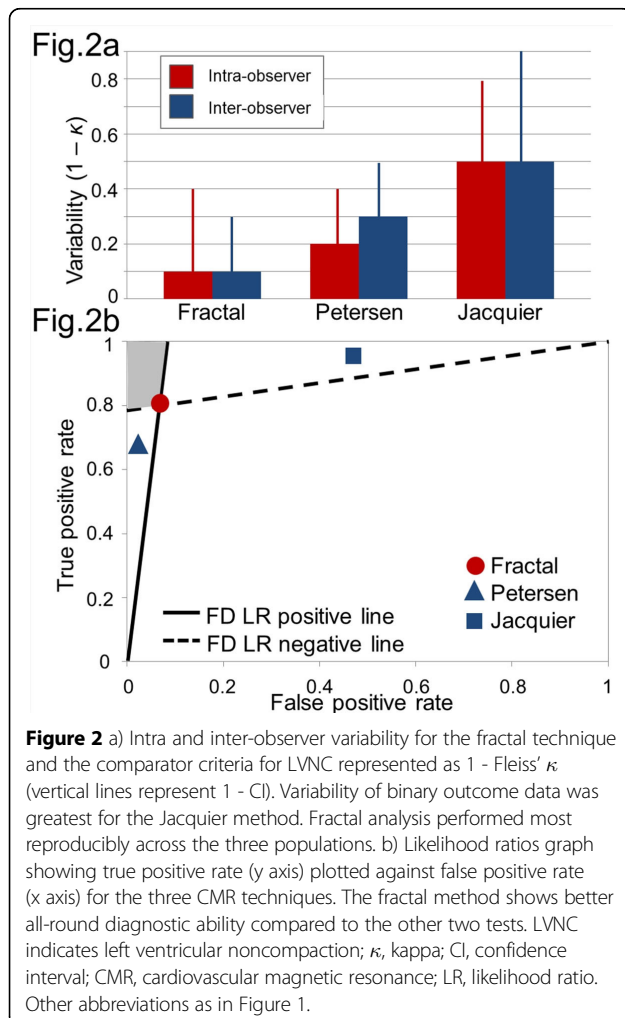 Fig.2a
Intra-observer
Inter-observer
Variability (1 – κ)
0.8
0.6
0.4
0.2
0
Fractal Petersen Jacquier
Fig.2b
True positive rate
1
0.8
0.6
0.4
0.2
0
Fractal
Petersen
Jacquier
FD LR positive line
FD LR negative line
0 0.2 0.4 0.6 0.8 1
False positive rate
Figure 2 a) Intra and inter-observer variability for the fractal technique
and the comparator criteria for LVNC represented as 1 - Fleiss' κ
(vertical lines represent 1 - CI). Variability of binary outcome data was
greatest for the Jacquier method. Fractal analysis performed most
reproducibly across the three populations. b) Likelihood ratios graph
showing true positive rate (y axis) plotted against false positive rate
(x axis) for the three CMR techniques. The fractal method shows better
all-round diagnostic ability compared to the other two tests. LVNC
indicates left ventricular noncompaction; κ, kappa; CI, confidence
interval; CMR, cardiovascular magnetic resonance; LR, likelihood ratio.
Other abbreviations as in Figure 1.